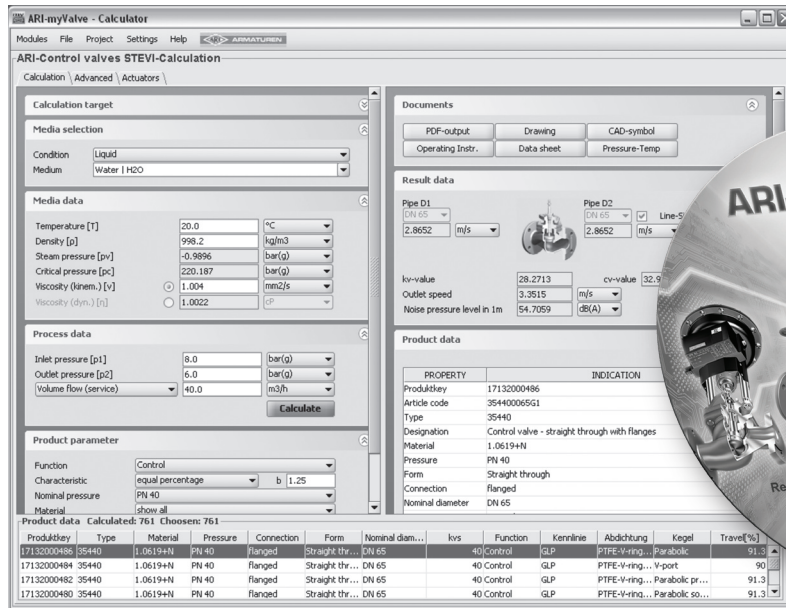 ARI-myValve - Calculator
Modules File Project Settings Help ARI ARMATUREN
ARI-Control valves STEVI-Calculation
Calculation Advanced Actuators
Calculation target
Media selection
Condition Liquid
Medium Water | H2O
Media data
Temperature [T] 20.0 °C
Density [ρ] 998.2 kg/m3
Steam pressure [pv] -0.9896 bar(g)
Critical pressure [pc] 220.187 bar(g)
Viscosity (kinem.) [v] 1.004 mm2/s
Viscosity (dyn.) [η] 1.0022 cP
Process data
Inlet pressure [p1] 8.0 bar(g)
Outlet pressure [p2] 6.0 bar(g)
Volume flow (service) 40.0 m3/h
Calculate
Product parameter
Function Control
Characteristic equal percentage b 1.25
Nominal pressure PN 40
Material show all
Documents
PDF-output Drawing CAD-symbol
Operating Instr. Data sheet Pressure-Temp
Result data
Pipe D1 Pipe D2
DN 65 DN 65
2.8652 m/s 2.8652 m/s
kv-value 28.2713 cv-value 32.9
Outlet speed 3.3515 m/s
Noise pressure level in 1m 54.7059 dB(A)
Product data
PROPERTY INDICATION
Produktkey 17132000486
Article code 354400065G1
Type 35440
Designation Control valve - straight through with flanges
Material 1.0619+N
Pressure PN 40
Form Straight through
Connection flanged
Nominal diameter DN 65
ARI-
Re
Product data Calculated: 761 Choosen: 761
Produktkey Type Material Pressure Connection Form Nominal diam... kvs Function Kennlinie Abdichtung Kegel Travel[%]
17132000486 35440 1.0619+N PN 40 flanged Straight thr... DN 65 40 Control GLP PTFE-V-ring... Parabolic 91.3
17132000484 35440 1.0619+N PN 40 flanged Straight thr... DN 65 40 Control GLP PTFE-V-ring... V-port 90
17132000482 35440 1.0619+N PN 40 flanged Straight thr... DN 65 40 Control GLP PTFE-V-ring... Parabolic pr... 91.3
17132000480 35440 1.0619+N PN 40 flanged Straight thr... DN 65 40 Control GLP PTFE-V-ring... Parabolic so... 91.3